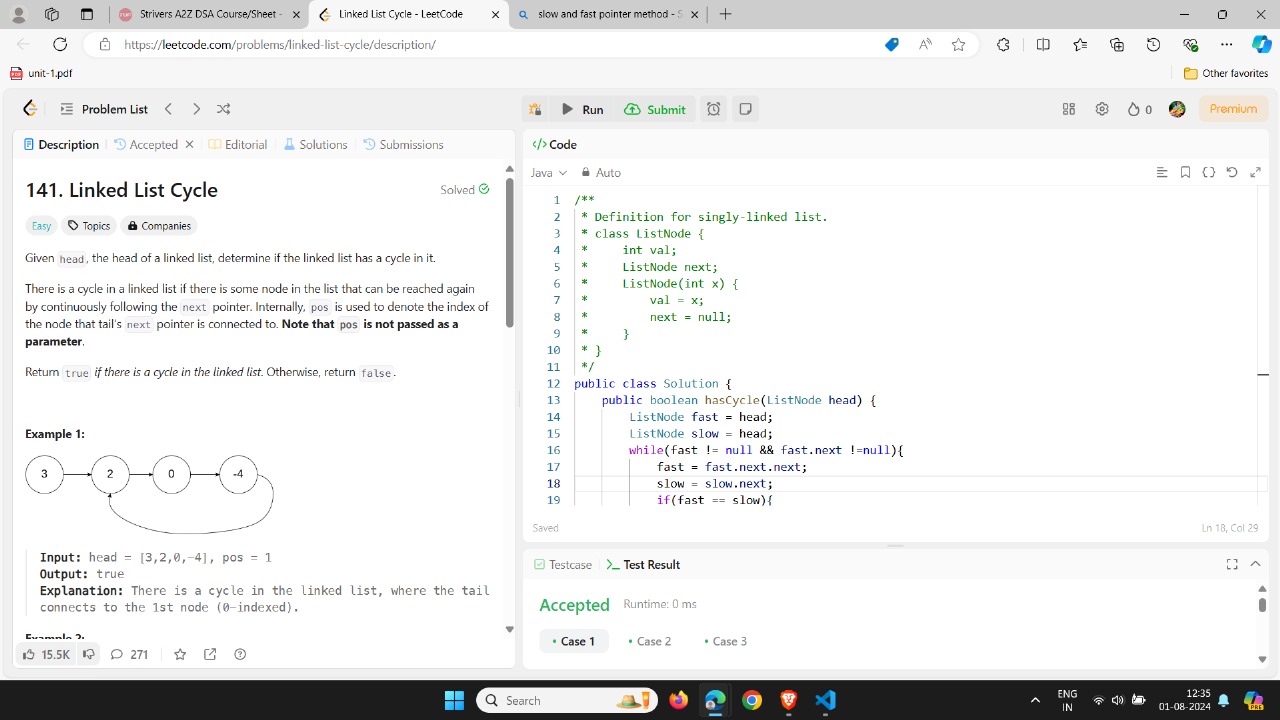 Strivers A2Z DSA Course/Sheet -
Linked List Cycle - LeetCode
slow and fast pointer method - S
https://leetcode.com/problems/linked-list-cycle/description/
unit-1.pdf
Other favorites
Problem List
Run
Submit
0
Premium
Description
Accepted
Editorial
Solutions
Submissions
</> Code
141. Linked List Cycle
Solved
Java
Auto
Easy
Topics
Companies
Given head, the head of a linked list, determine if the linked list has a cycle in it.
There is a cycle in a linked list if there is some node in the list that can be reached again
by continuously following the next pointer. Internally, pos is used to denote the index of
the node that tail's next pointer is connected to. Note that pos is not passed as a
parameter.
Return true if there is a cycle in the linked list. Otherwise, return false.
Example 1:
3 2 0 -4
Input: head = [3,2,0,-4], pos = 1
Output: true
Explanation: There is a cycle in the linked list, where the tail
connects to the 1st node (0-indexed).
Example 2:
15.5K
271
1 /**
2 * Definition for singly-linked list.
3 * class ListNode {
4 * int val;
5 * ListNode next;
6 * ListNode(int x) {
7 * val = x;
8 * next = null;
9 * }
10 * }
11 */
12 public class Solution {
13 public boolean hasCycle(ListNode head) {
14 ListNode fast = head;
15 ListNode slow = head;
16 while(fast != null && fast.next !=null){
17 fast = fast.next.next;
18 slow = slow.next;
19 if(fast == slow){
Saved
Ln 18, Col 29
Testcase
Test Result
Accepted
Runtime: 0 ms
Case 1
Case 2
Case 3
Search
ENG
IN
12:35
01-08-2024